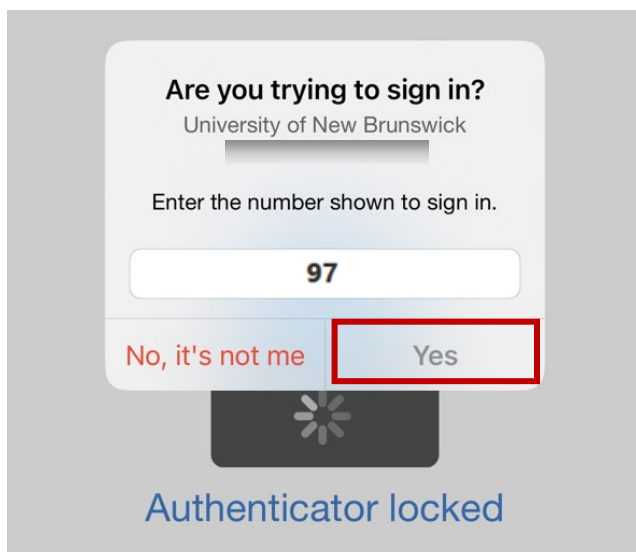 Are you trying to sign in?
University of New Brunswick
Enter the number shown to sign in.
97
No, it's not me Yes
Authenticator locked